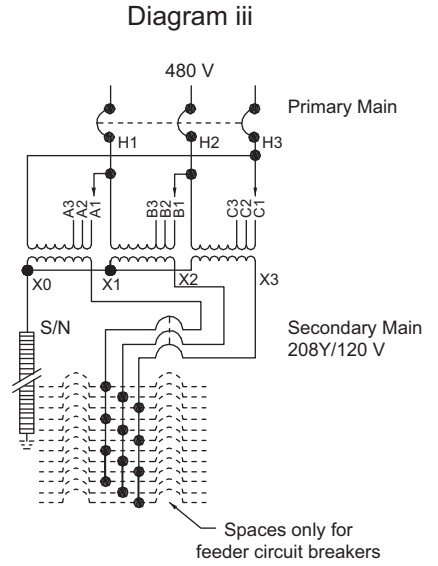 Diagram iii
480 V
Primary Main
H1
H2
H3
A3
A2
A1
B3
B2
B1
C3
C2
C1
X0
X1
X2
X3
S/N
Secondary Main
208Y/120 V
Spaces only for
feeder circuit breakers